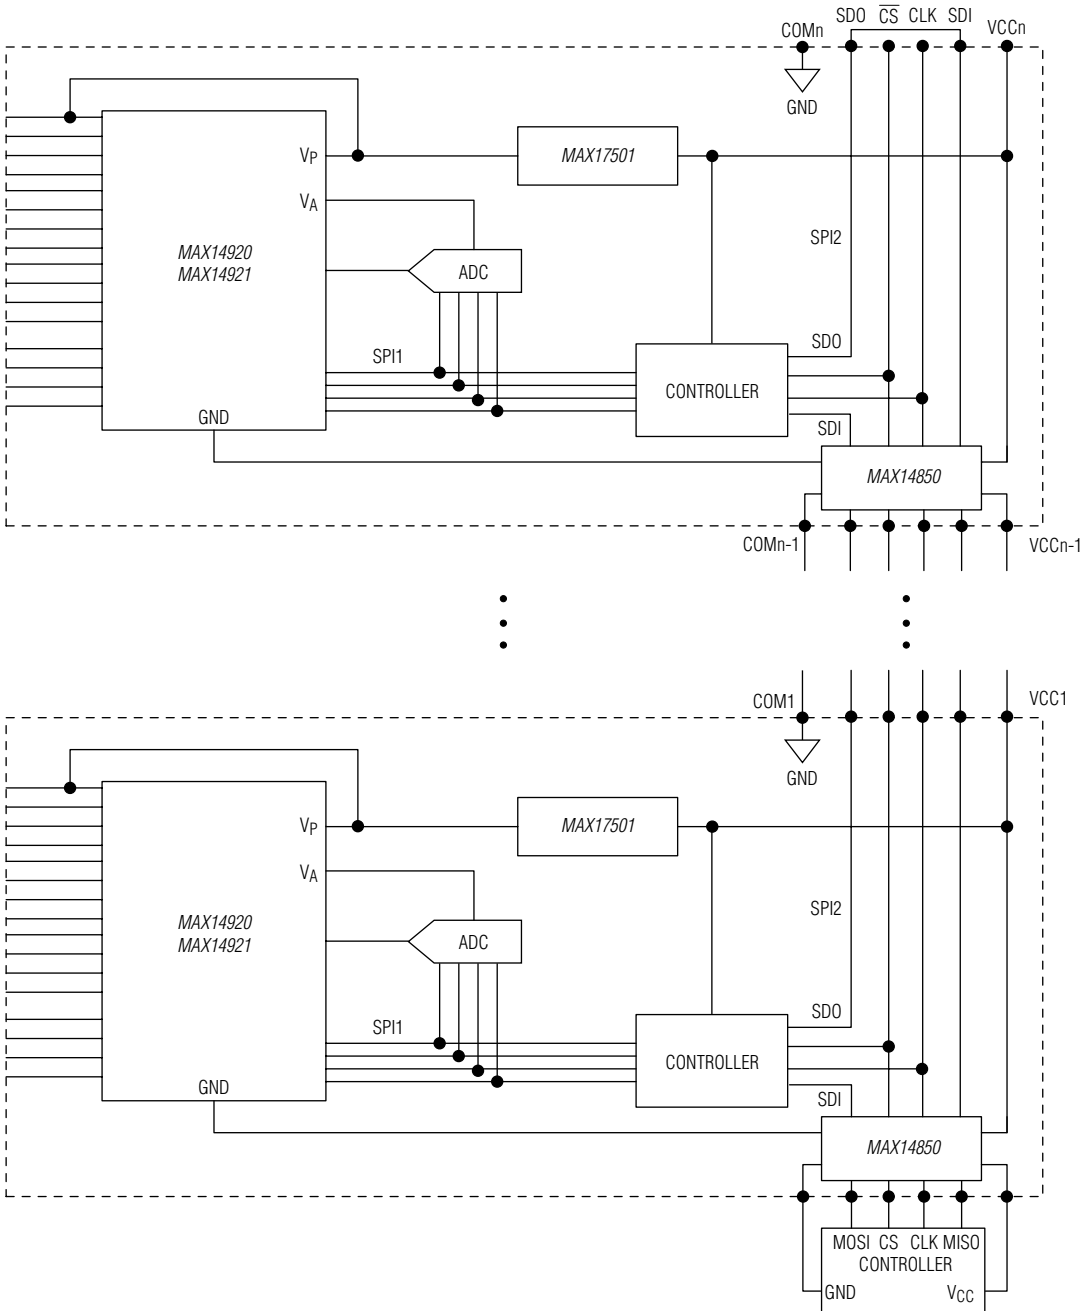 COMn SDO CS CLK SDI VCCn
GND
VP
MAX17501
VA
MAX14920
MAX14921
ADC
SPI2
SPI1
SDO
CONTROLLER
GND
SDI
MAX14850
COMn-1
VCCn-1
COM1
VCC1
GND
VP
MAX17501
VA
MAX14920
MAX14921
ADC
SPI2
SPI1
SDO
CONTROLLER
GND
SDI
MAX14850
MOSI CS CLK MISO
CONTROLLER
GND VCC